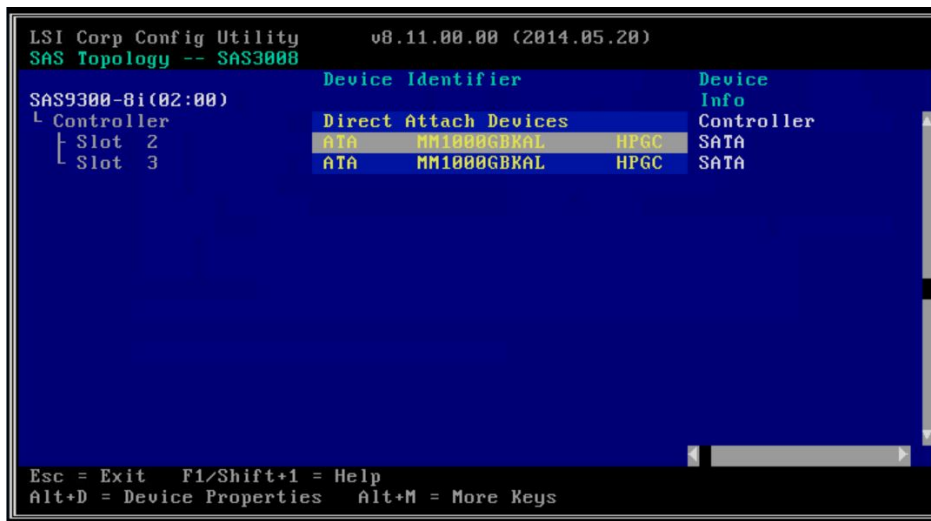 LSI Corp Config Utility v8.11.00.00 (2014.05.20)
SAS Topology -- SAS3008
Device Identifier Device
SAS9300-8i(02:00) Info
Controller Direct Attach Devices Controller
Slot 2 ATA MM1000GBKAL HPGC SATA
Slot 3 ATA MM1000GBKAL HPGC SATA
Esc = Exit F1/Shift+1 = Help
Alt+D = Device Properties Alt+M = More Keys